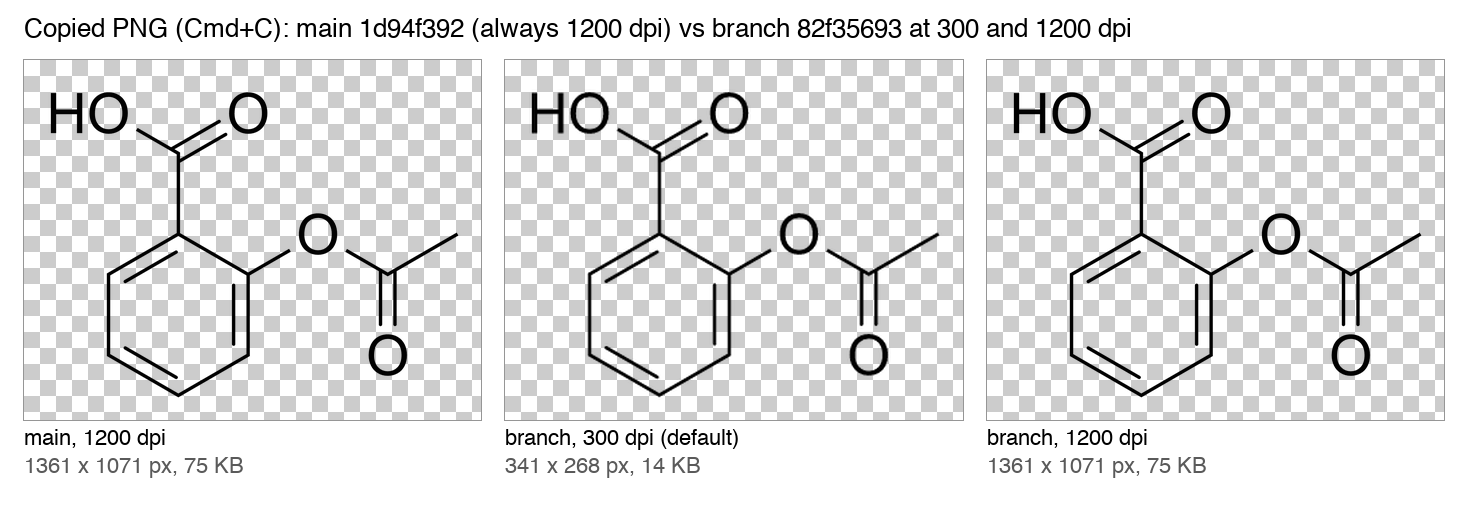 Copied PNG (Cmd+C): main 1d94f392 (always 1200 dpi) vs branch 82f35693 at 300 and 1200 dpi
HO O
O
O
HO O
O
O
HO O
O
O
main, 1200 dpi
1361 x 1071 px, 75 KB
branch, 300 dpi (default)
341 x 268 px, 14 KB
branch, 1200 dpi
1361 x 1071 px, 75 KB